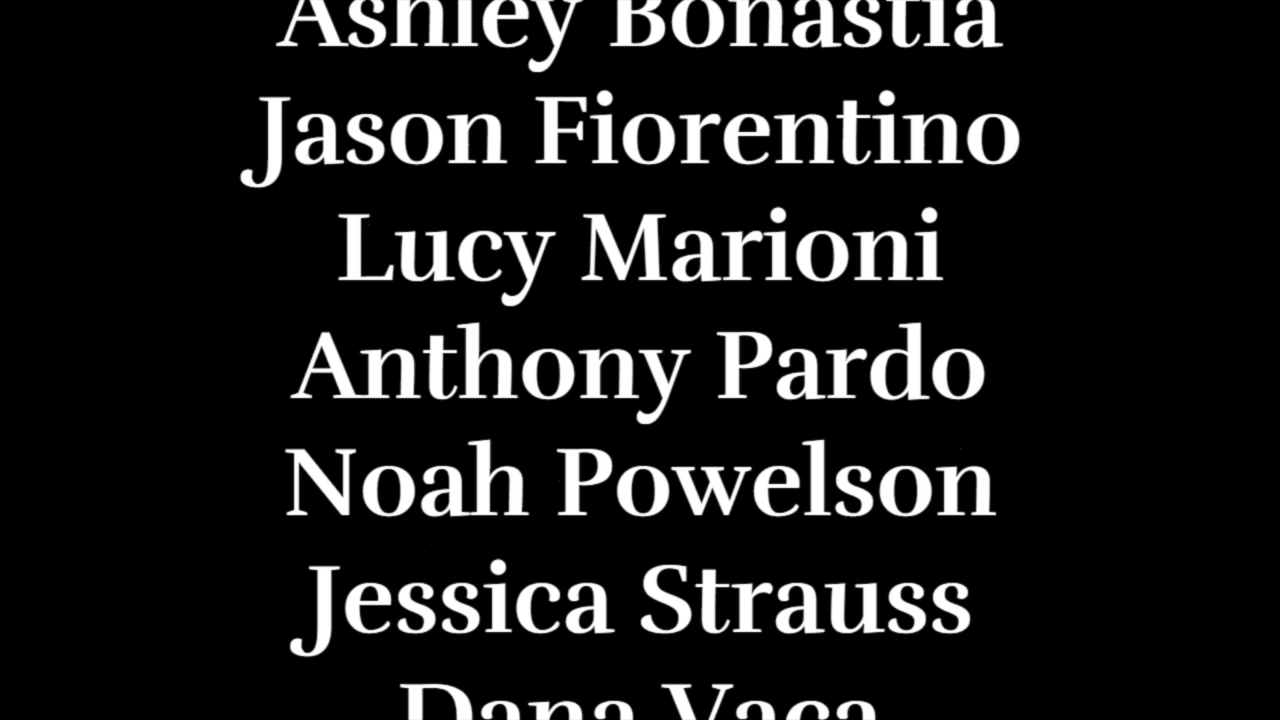 Ashley Bonastia
Jason Fiorentino
Lucy Marioni
Anthony Pardo
Noah Powelson
Jessica Strauss
Dana Vaca